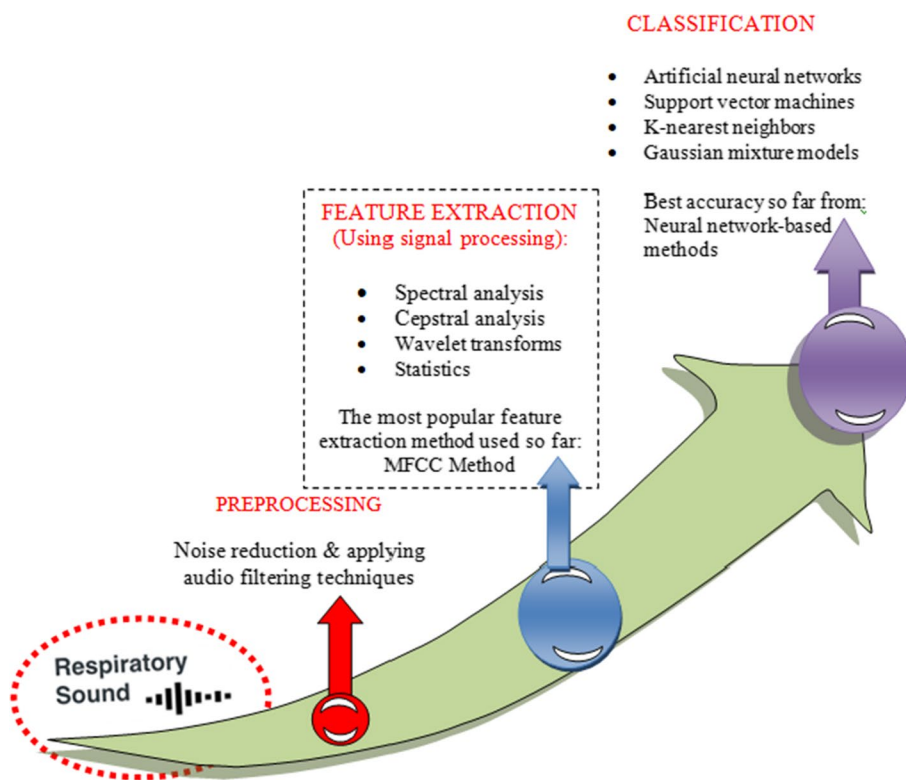 CLASSIFICATION
• Artificial neural networks
• Support vector machines
• K-nearest neighbors
• Gaussian mixture models
Best accuracy so far from:
Neural network-based
methods
FEATURE EXTRACTION
(Using signal processing):
• Spectral analysis
• Cepstral analysis
• Wavelet transforms
• Statistics
The most popular feature
extraction method used so far:
MFCC Method
PREPROCESSING
Noise reduction & applying
audio filtering techniques
Respiratory
Sound